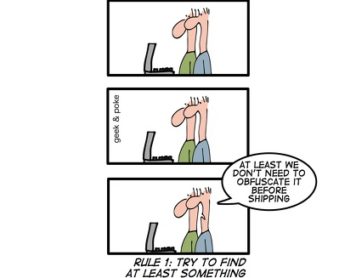 geek & poke
AT LEAST WE
DON'T NEED TO
OBFUSCATE IT
BEFORE
SHIPPING
RULE 1: TRY TO FIND
AT LEAST SOMETHING